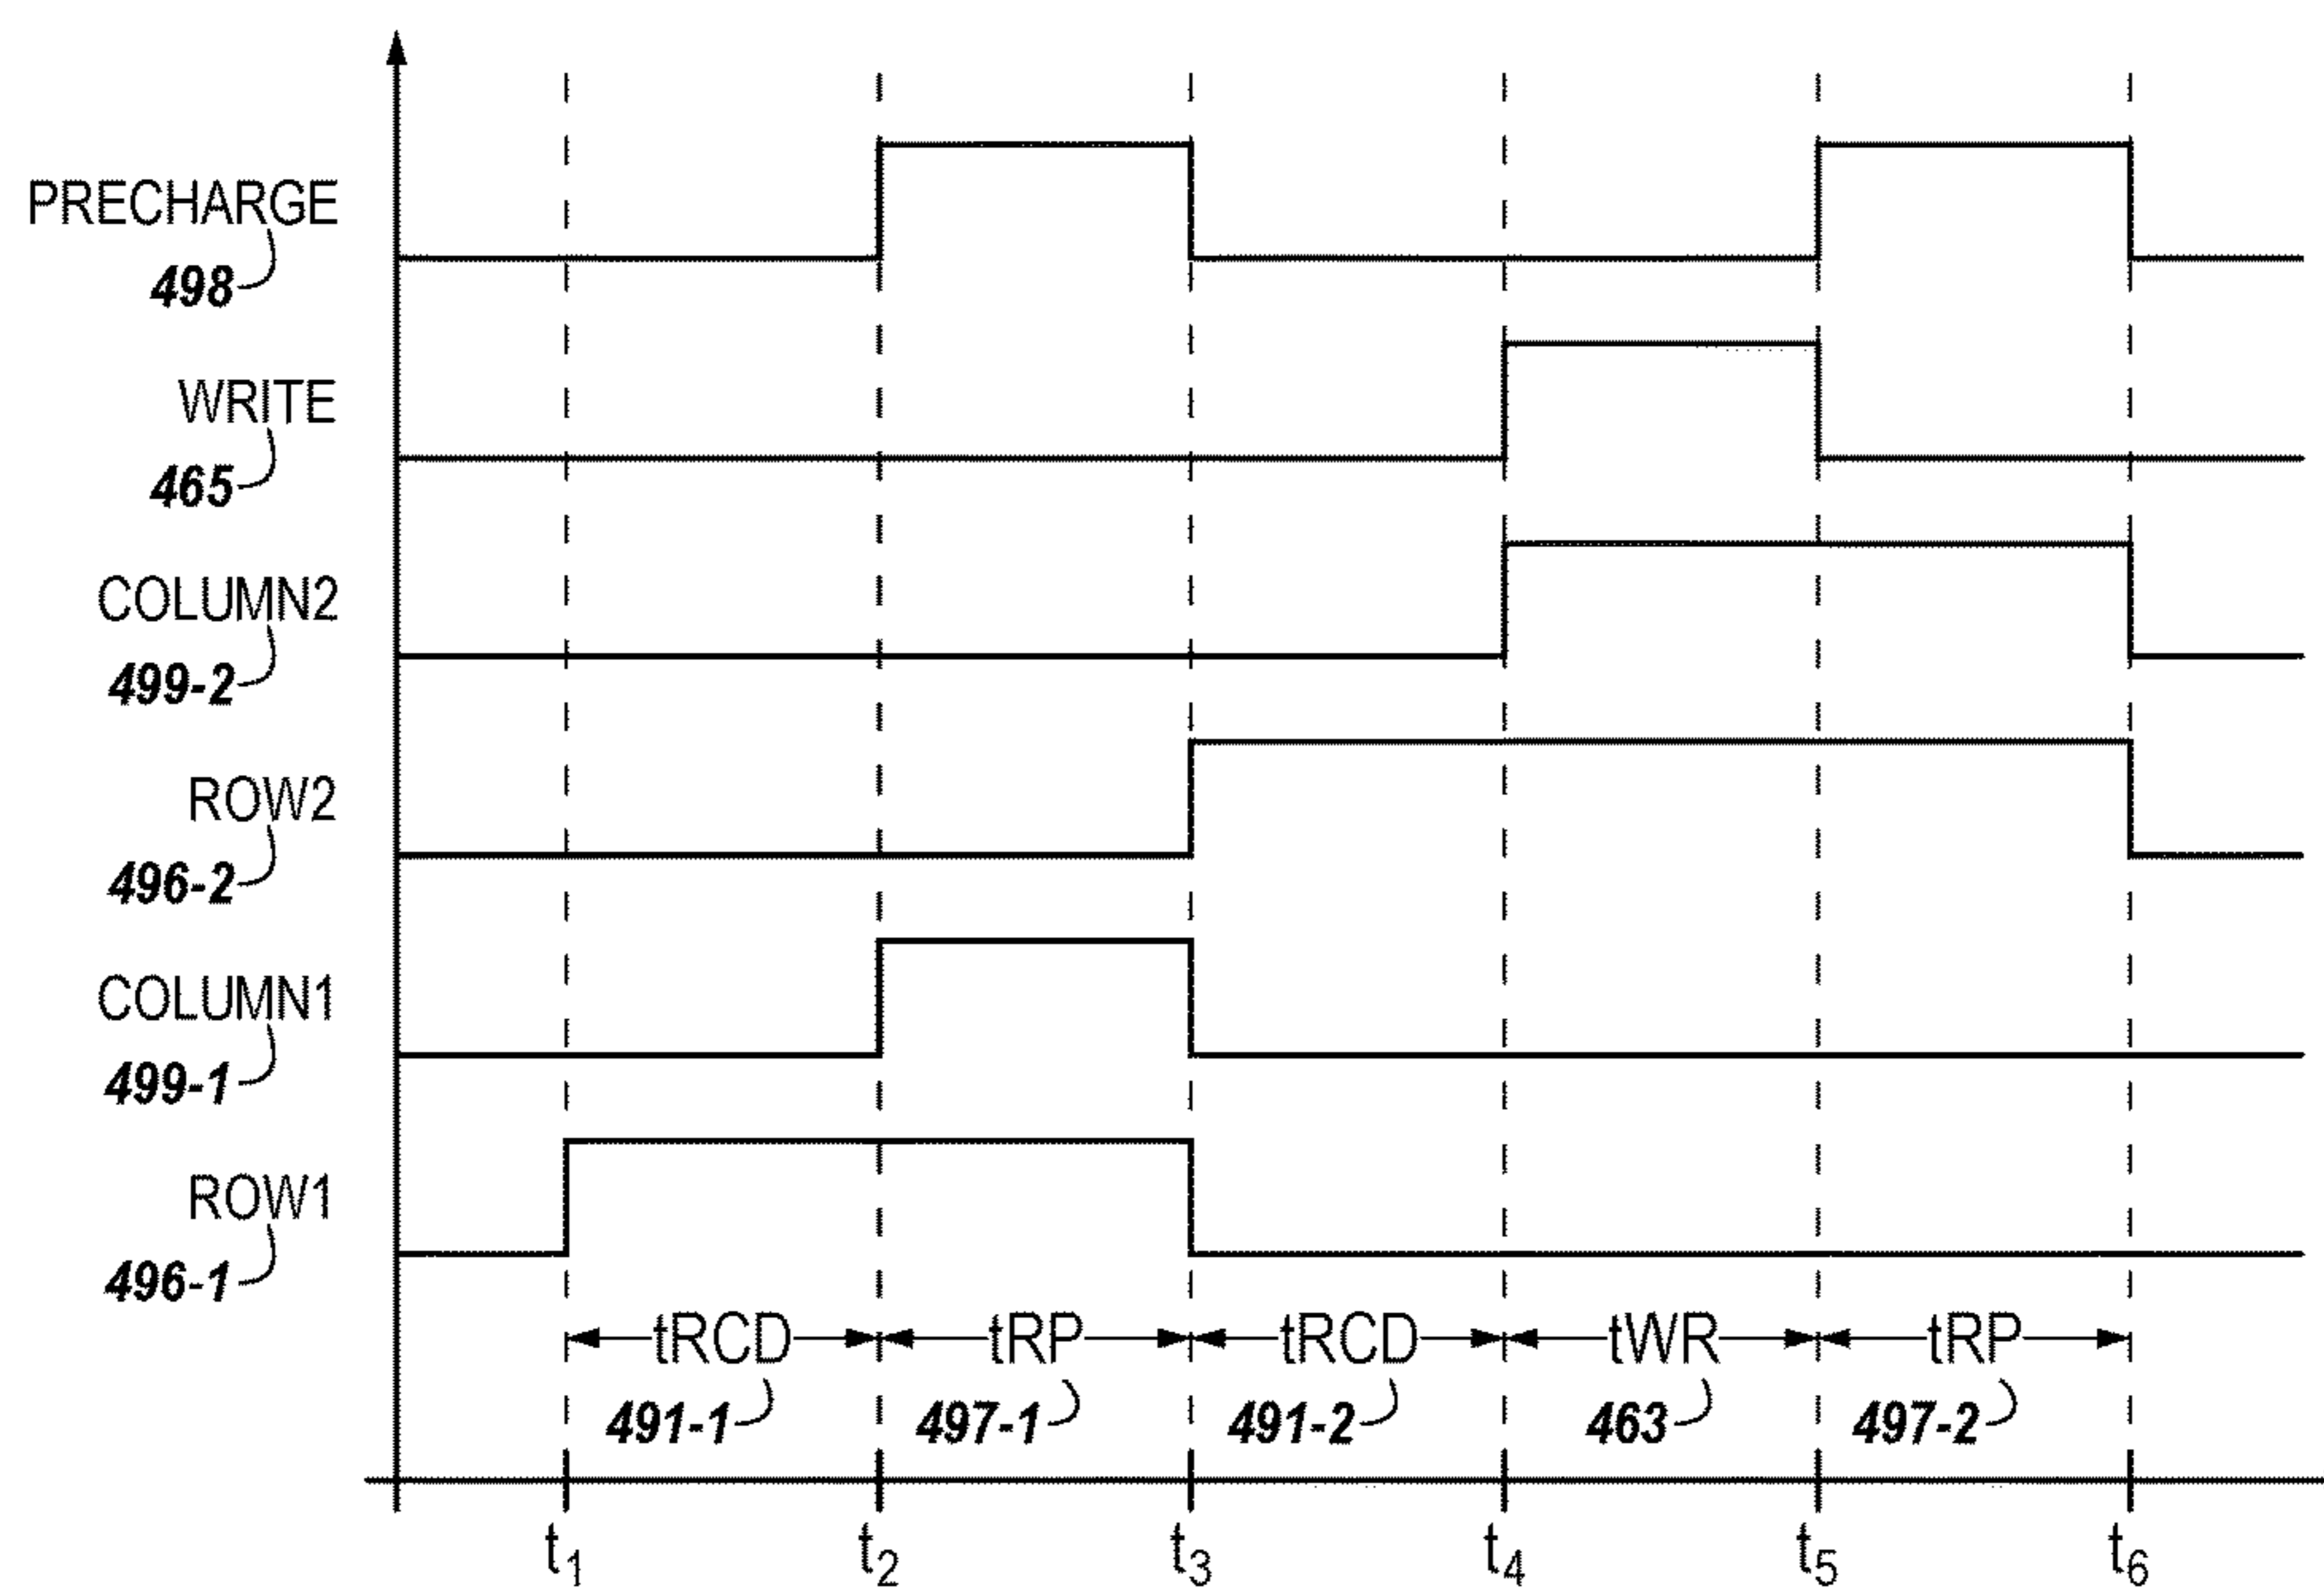 PRECHARGE
498
WRITE
465
COLUMN2
499-2
ROW2
496-2
COLUMN1
499-1
ROW1
496-1
tRCD tRP tRCD tWR tRP
491-1 497-1 491-2 463 497-2
t1 t2 t3 t4 t5 t6